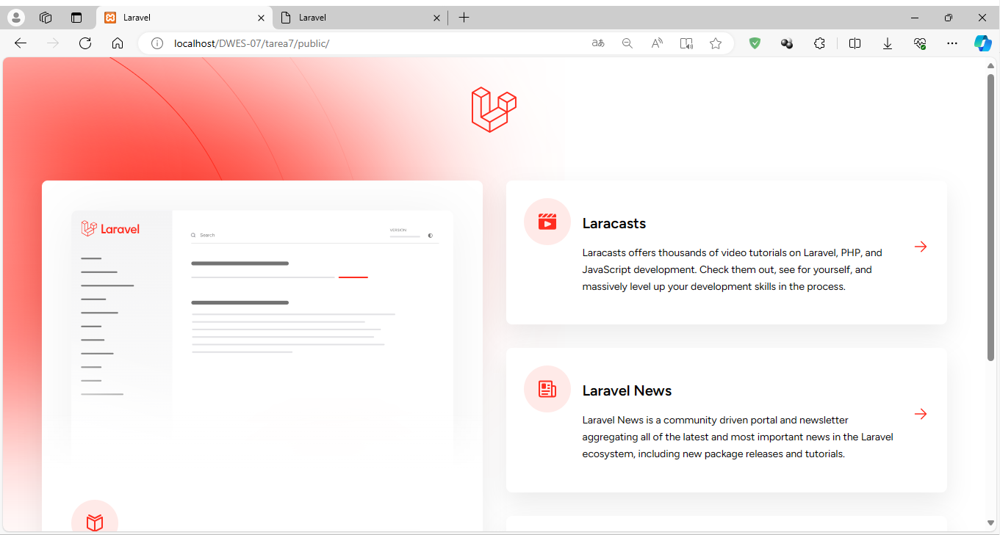 Laravel
Laravel
localhost/DWES-07/tarea7/public/
aあ
A
Laravel
Search
VERSION
Laracasts
Laracasts offers thousands of video tutorials on Laravel, PHP, and
JavaScript development. Check them out, see for yourself, and
massively level up your development skills in the process.
Laravel News
Laravel News is a community driven portal and newsletter
aggregating all of the latest and most important news in the Laravel
ecosystem, including new package releases and tutorials.